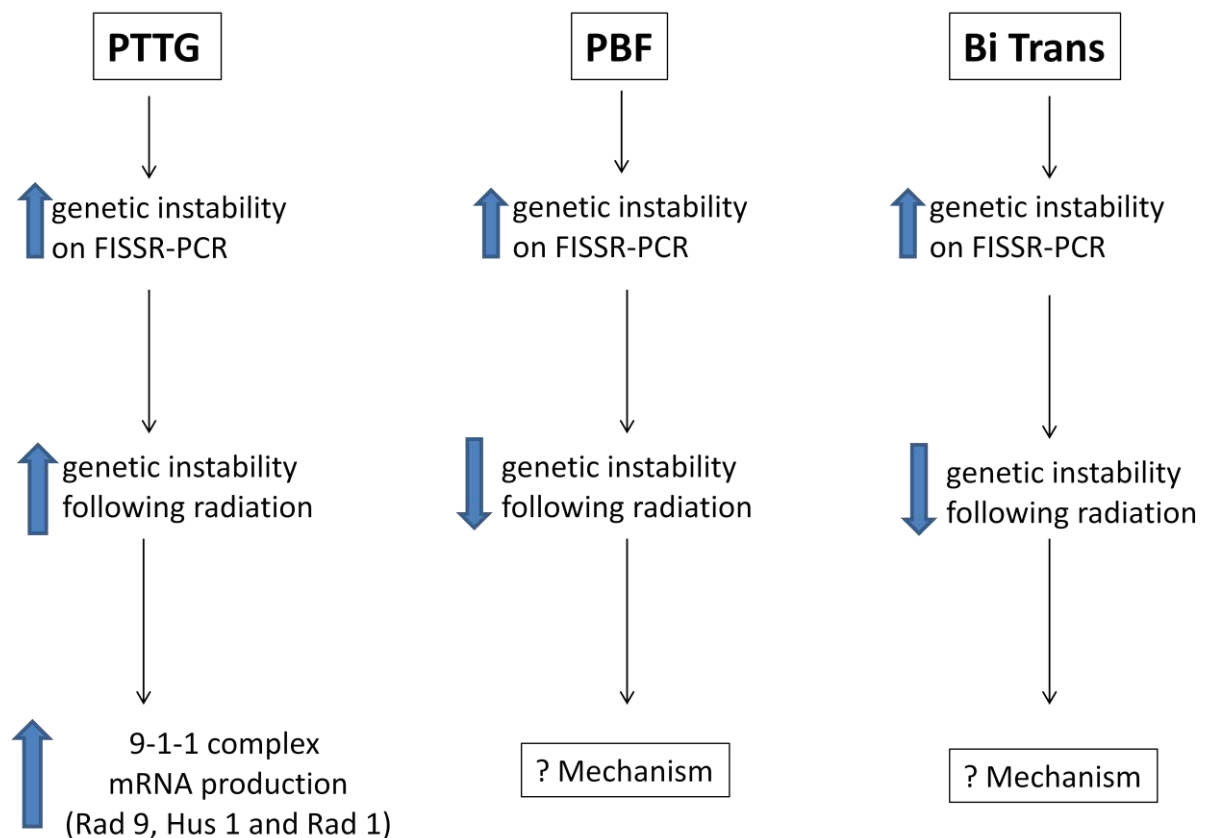 PTTG
genetic instability
on FISSR-PCR
genetic instability
following radiation
9-1-1 complex
mRNA production
(Rad 9, Hus 1 and Rad 1)
PBF
genetic instability
on FISSR-PCR
genetic instability
following radiation
? Mechanism
Bi Trans
genetic instability
on FISSR-PCR
genetic instability
following radiation
? Mechanism